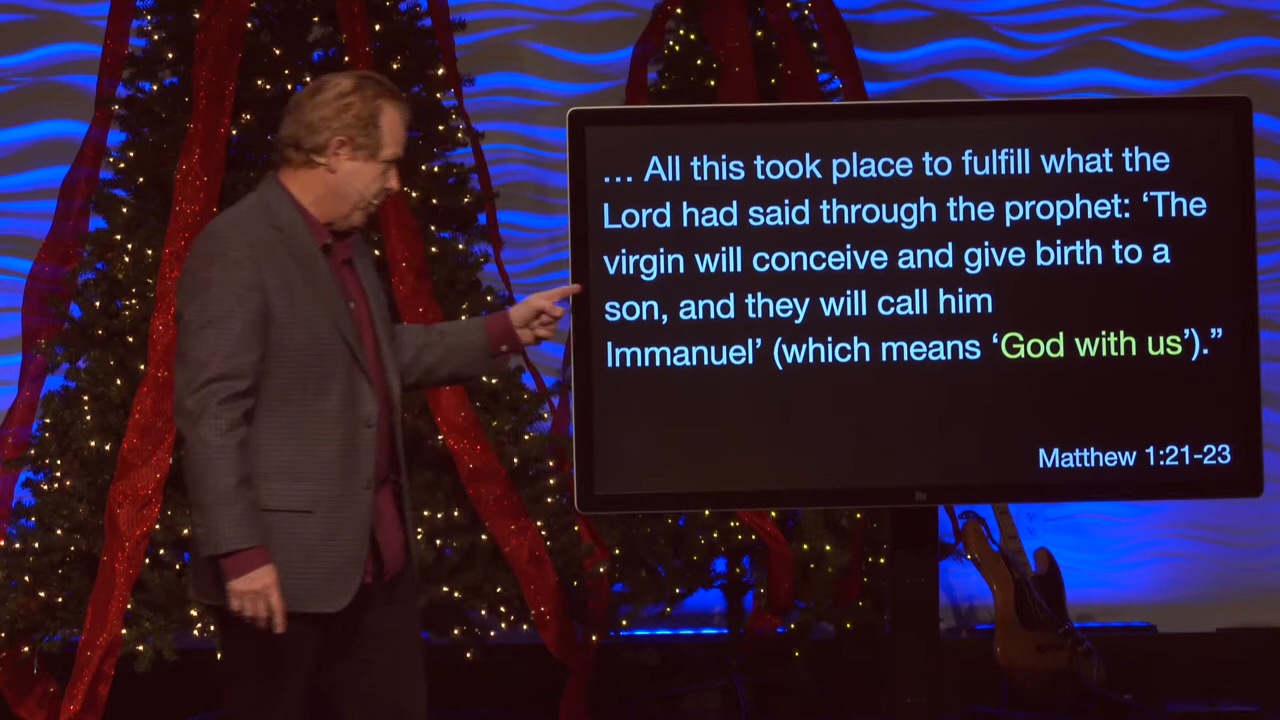 ... All this took place to fulfill what the
Lord had said through the prophet: ‘The
virgin will conceive and give birth to a
son, and they will call him
Immanuel’ (which means ‘God with us’).”
Matthew 1:21-23